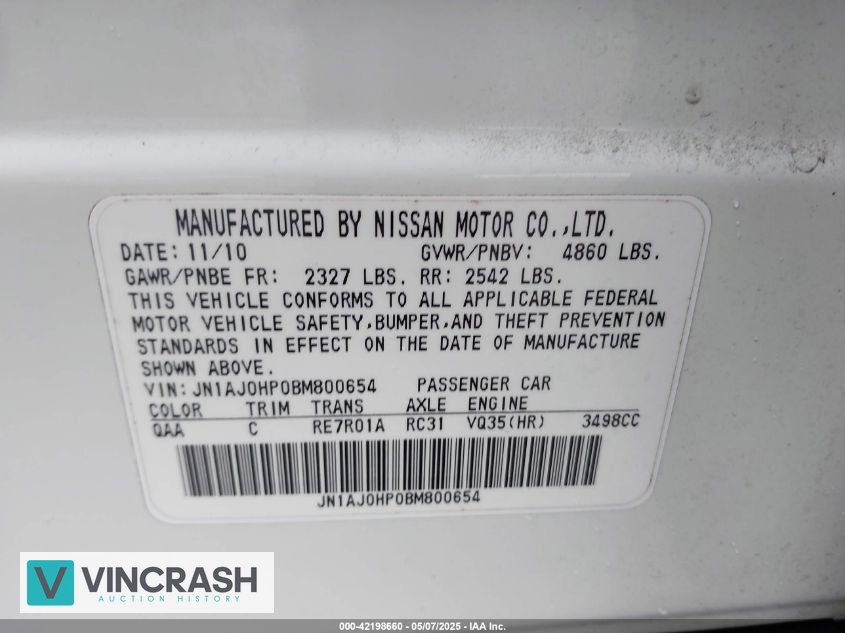 MANUFACTURED BY NISSAN MOTOR CO.,LTD.
DATE: 11/10 GVWR/PNBV: 4860 LBS.
GAWR/PNBE FR: 2327 LBS. RR: 2542 LBS.
THIS VEHICLE CONFORMS TO ALL APPLICABLE FEDERAL
MOTOR VEHICLE SAFETY,BUMPER,AND THEFT PREVENTION
STANDARDS IN EFFECT ON THE DATE OF MANUFACTURE
SHOWN ABOVE.
VIN: JN1AJ0HP0BM800654 PASSENGER CAR
COLOR TRIM TRANS AXLE ENGINE
QAA C RE7R01A RC31 VQ35(HR) 3498CC
JN1AJ0HP0BM800654
V VINCRASH
AUCTION HISTORY
000-42198660 - 05/07/2025 - IAA Inc.